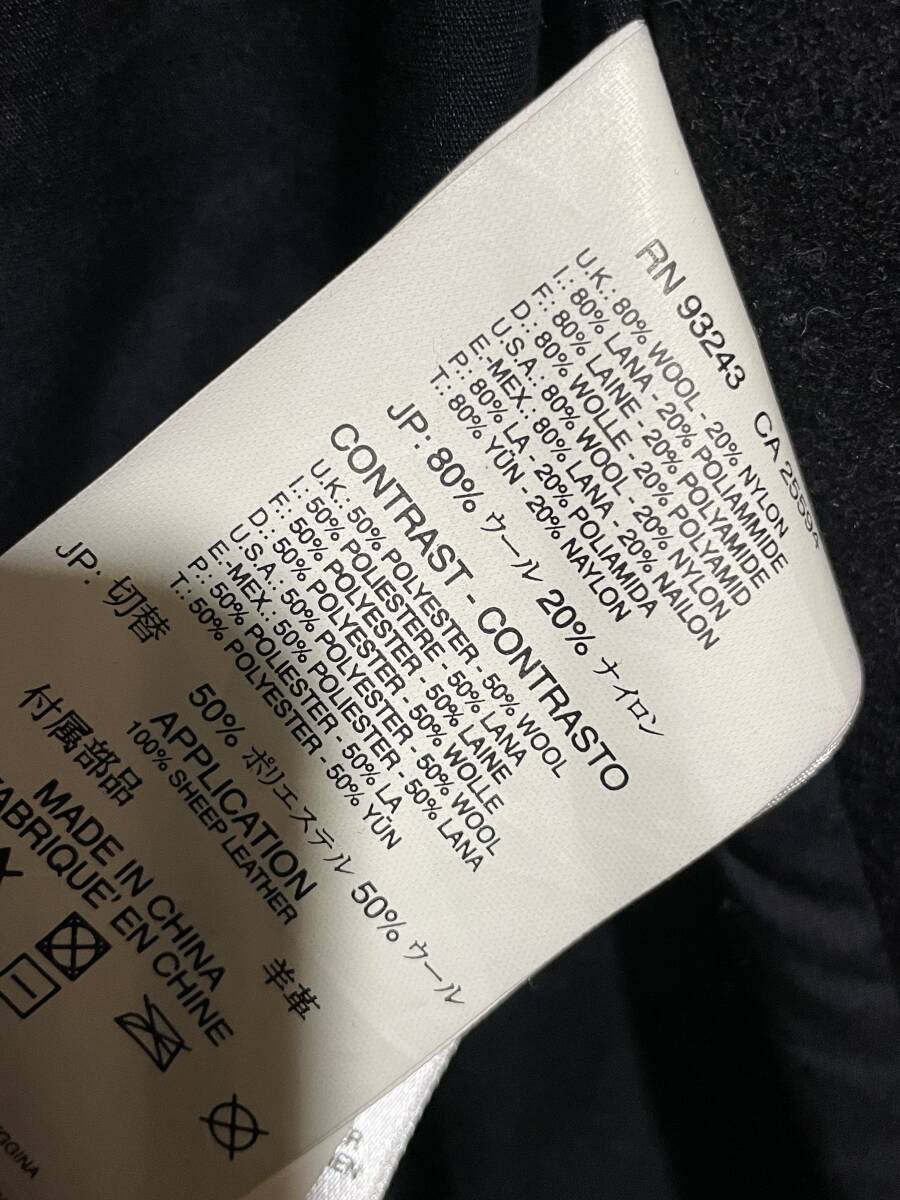 RN 93243 CA 25594
U.K.: 80% WOOL - 20% NYLON
I.: 80% LANA - 20% POLIAMMIDE
F.: 80% LAINE - 20% POLYAMIDE
D.: 80% WOLLE - 20% POLYAMID
U.S.A.: 80% WOOL - 20% NYLON
E-MEX.: 80% LANA - 20% NAILON
P.: 80% LA - 20% POLIAMIDA
T.: 80% YÜN - 20% NAYLON
JP: 80% ウール 20% ナイロン
CONTRAST - CONTRASTO
U.K.: 50% POLYESTER - 50% WOOL
I.: 50% POLIESTERE - 50% LANA
F.: 50% POLYESTER - 50% LAINE
D.: 50% POLYESTER - 50% WOLLE
U.S.A.: 50% POLYESTER - 50% WOOL
E-MEX.: 50% POLIESTER - 50% LANA
P.: 50% POLIESTER - 50% LA
T.: 50% POLYESTER - 50% YÜN
JP: 切替 50% ポリエステル 50% ウール
APPLICATION
100% SHEEP LEATHER
付属部品 羊革
MADE IN CHINA
FABRIQUE' EN CHINE